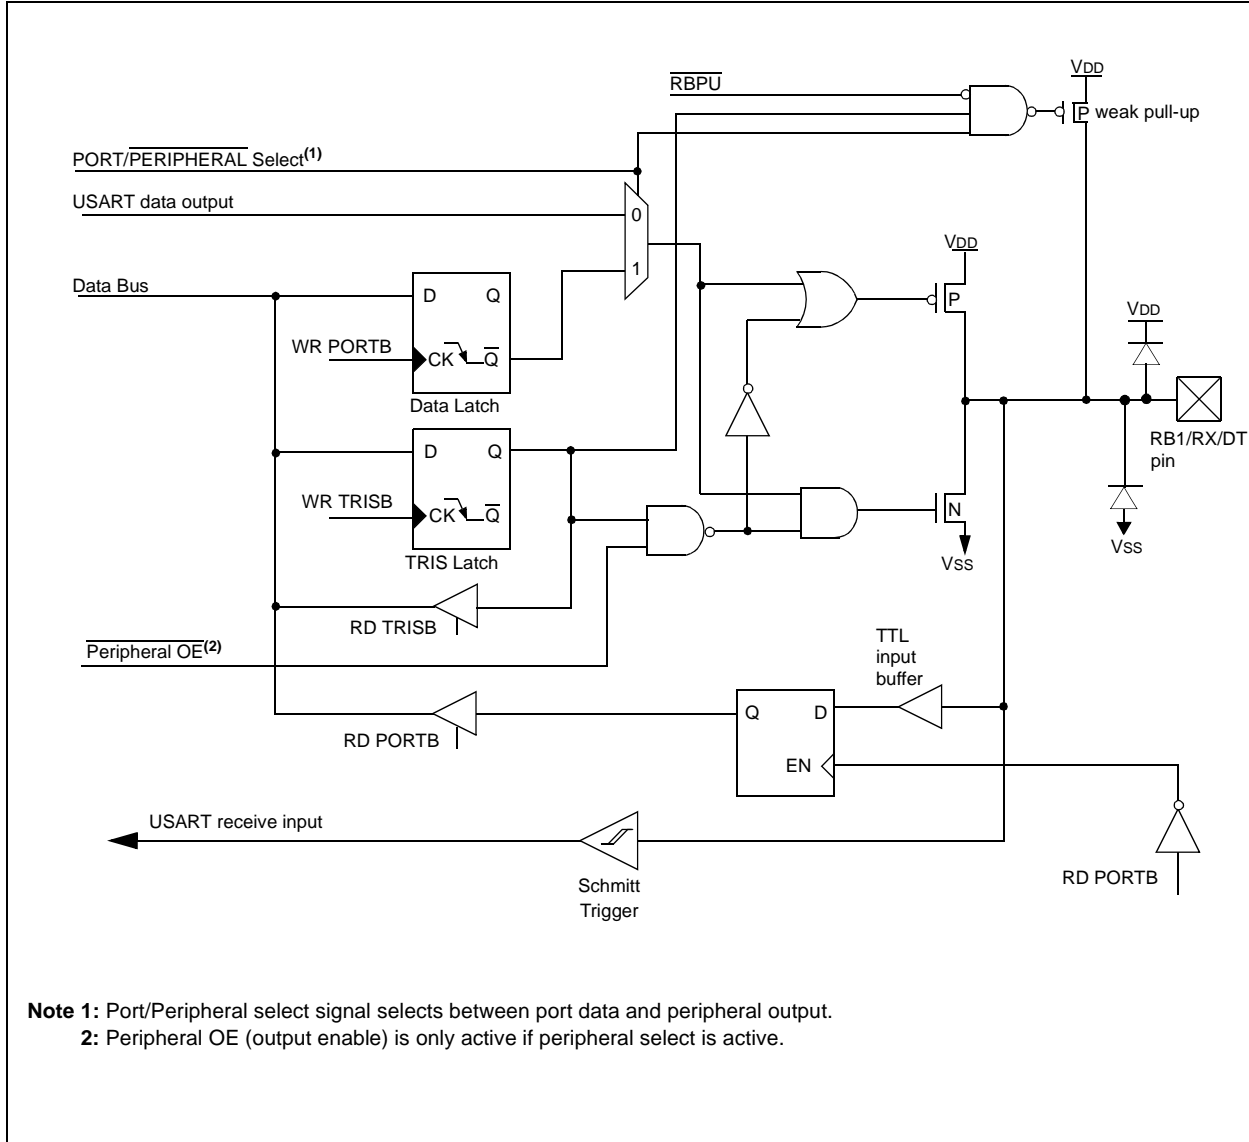 VDD
RBPU
P weak pull-up
PORT/PERIPHERAL Select(1)
USART data output
0
VDD
1
Data Bus
D Q
P
VDD
WR PORTB
CK Q
Data Latch
RB1/RX/DT
pin
D Q
WR TRISB
CK Q
N
TRIS Latch
VSS
VSS
RD TRISB
TTL
input
buffer
Peripheral OE(2)
Q D
RD PORTB
EN
USART receive input
RD PORTB
Schmitt
Trigger
Note 1: Port/Peripheral select signal selects between port data and peripheral output.
2: Peripheral OE (output enable) is only active if peripheral select is active.